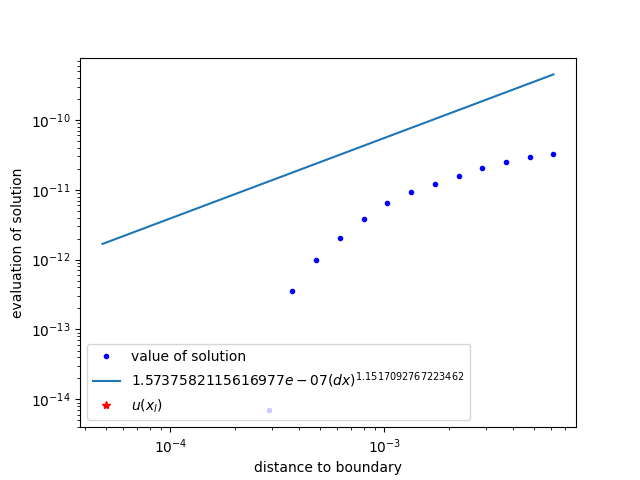 10⁻¹⁰
10⁻¹¹
10⁻¹²
10⁻¹³
10⁻¹⁴
evaluation of solution
value of solution
1.5737582115616977e − 07(dx)^1.1517092767223462
u(x_l)
10⁻⁴
10⁻³
distance to boundary